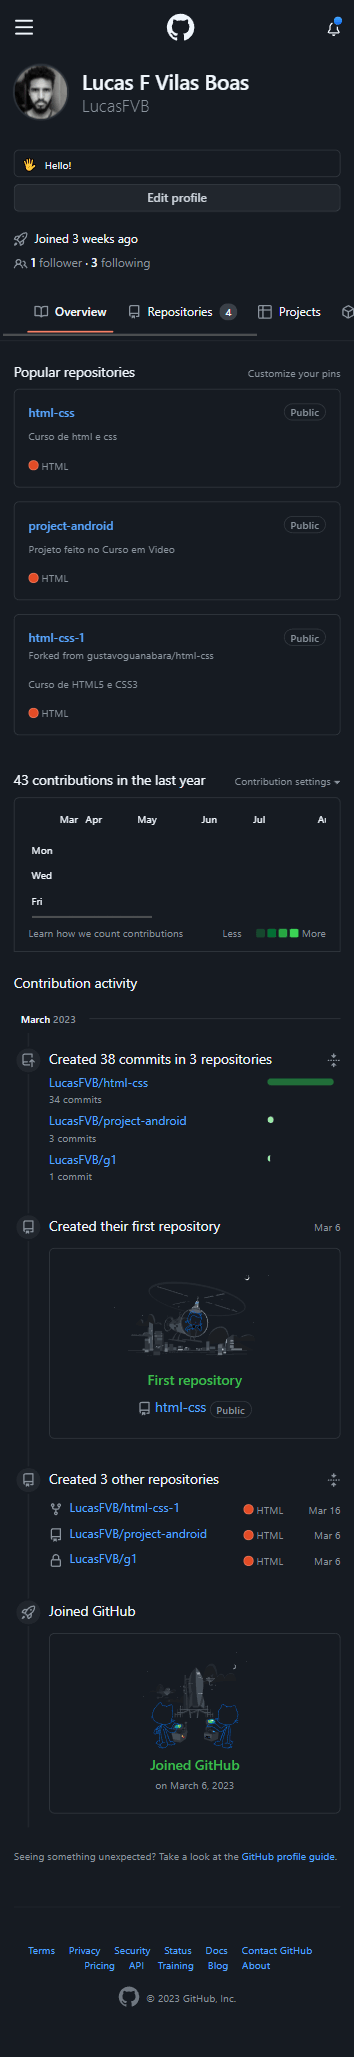 Lucas F Vilas Boas
LucasFVB
Hello!
Edit profile
Joined 3 weeks ago
1 follower · 3 following
Overview Repositories 4 Projects
Popular repositories Customize your pins
html-css Public
Curso de html e css
HTML
project-android Public
Projeto feito no Curso em Video
HTML
html-css-1 Public
Forked from gustavoguanabara/html-css
Curso de HTML5 e CSS3
HTML
43 contributions in the last year Contribution settings
Mar Apr May Jun Jul
Mon
Wed
Fri
Learn how we count contributions Less More
Contribution activity
March 2023
Created 38 commits in 3 repositories
LucasFVB/html-css
34 commits
LucasFVB/project-android
3 commits
LucasFVB/g1
1 commit
Created their first repository Mar 6
First repository
html-css Public
Created 3 other repositories
LucasFVB/html-css-1 HTML Mar 16
LucasFVB/project-android HTML Mar 6
LucasFVB/g1 HTML Mar 6
Joined GitHub
Joined GitHub
on March 6, 2023
Seeing something unexpected? Take a look at the GitHub profile guide.
Terms Privacy Security Status Docs Contact GitHub
Pricing API Training Blog About
© 2023 GitHub, Inc.